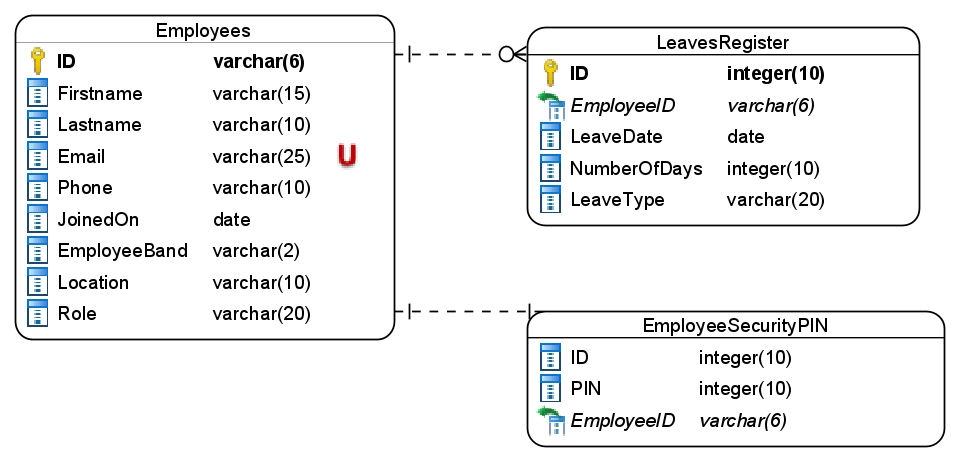 Employees
ID varchar(6)
Firstname varchar(15)
Lastname varchar(10)
Email varchar(25) U
Phone varchar(10)
JoinedOn date
EmployeeBand varchar(2)
Location varchar(10)
Role varchar(20)
LeavesRegister
ID integer(10)
EmployeeID varchar(6)
LeaveDate date
NumberOfDays integer(10)
LeaveType varchar(20)
EmployeeSecurityPIN
ID integer(10)
PIN integer(10)
EmployeeID varchar(6)